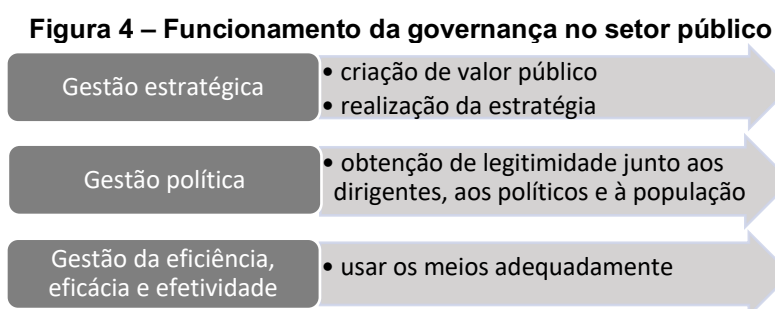 Figura 4 – Funcionamento da governança no setor público
Gestão estratégica
• criação de valor público
• realização da estratégia
Gestão política
• obtenção de legitimidade junto aos
dirigentes, aos políticos e à população
Gestão da eficiência,
eficácia e efetividade
• usar os meios adequadamente